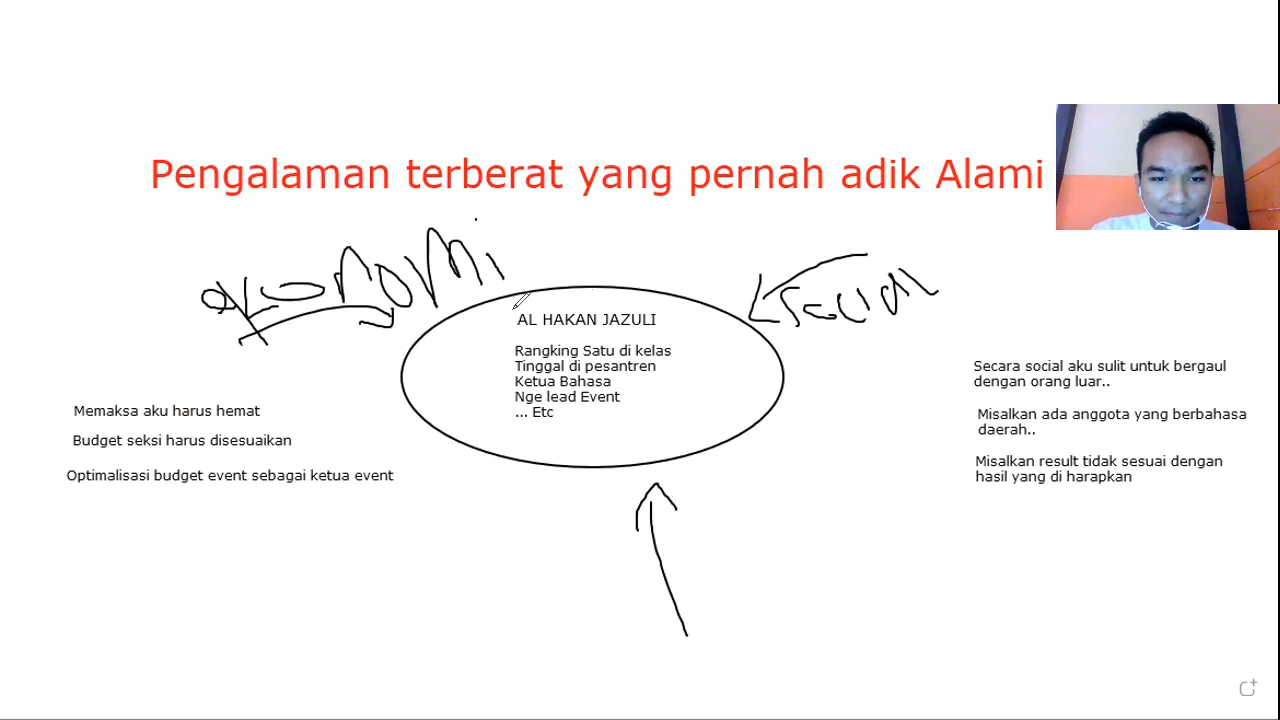 Pengalaman terberat yang pernah adik Alami
ekonomi
social
AL HAKAN JAZULI
Rangking Satu di kelas
Tinggal di pesantren
Ketua Bahasa
Nge lead Event
... Etc
Memaksa aku harus hemat
Budget seksi harus disesuaikan
Optimalisasi budget event sebagai ketua event
Secara social aku sulit untuk bergaul
dengan orang luar..
Misalkan ada anggota yang berbahasa
daerah..
Misalkan result tidak sesuai dengan
hasil yang di harapkan